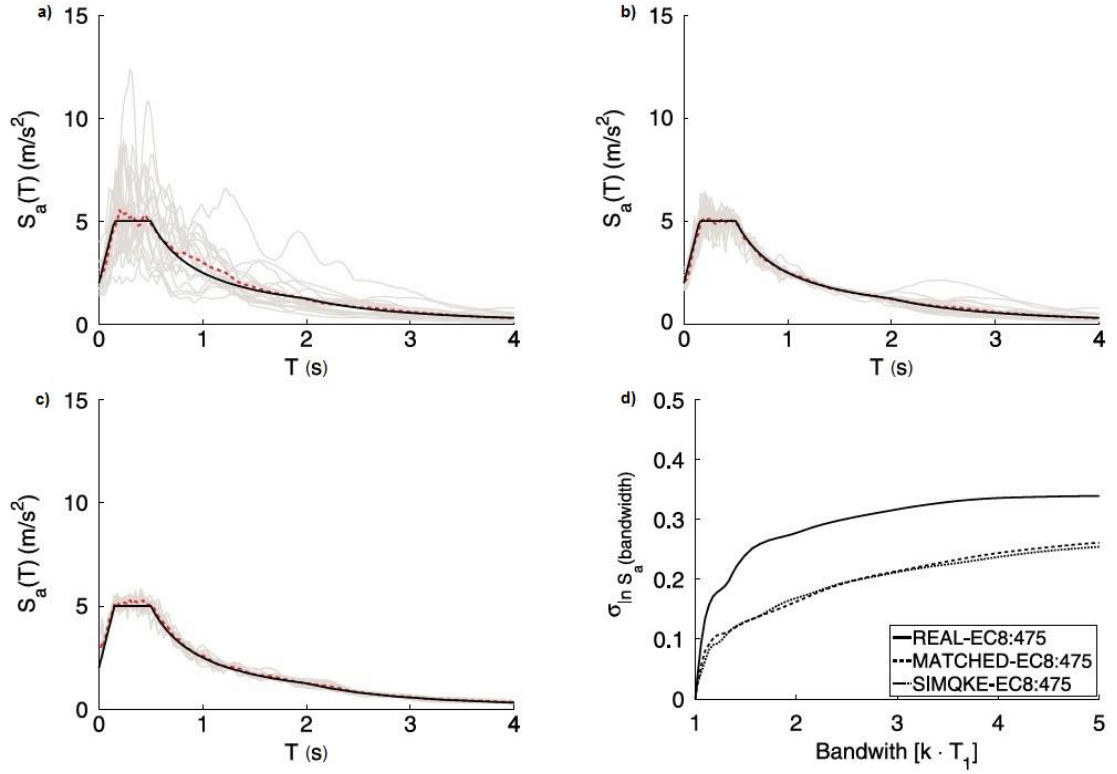 a)
15
10
5
0
S_a(T) (m/s²)
0 1 2 3 4
T (s)
b)
15
10
5
0
S_a(T) (m/s²)
0 1 2 3 4
T (s)
c)
15
10
5
0
S_a(T) (m/s²)
0 1 2 3 4
T (s)
d)
0.5
0.4
0.3
0.2
0.1
0
σ_ln S_a(bandwidth)
REAL-EC8:475
MATCHED-EC8:475
SIMQKE-EC8:475
1 2 3 4 5
Bandwith [k · T_1]